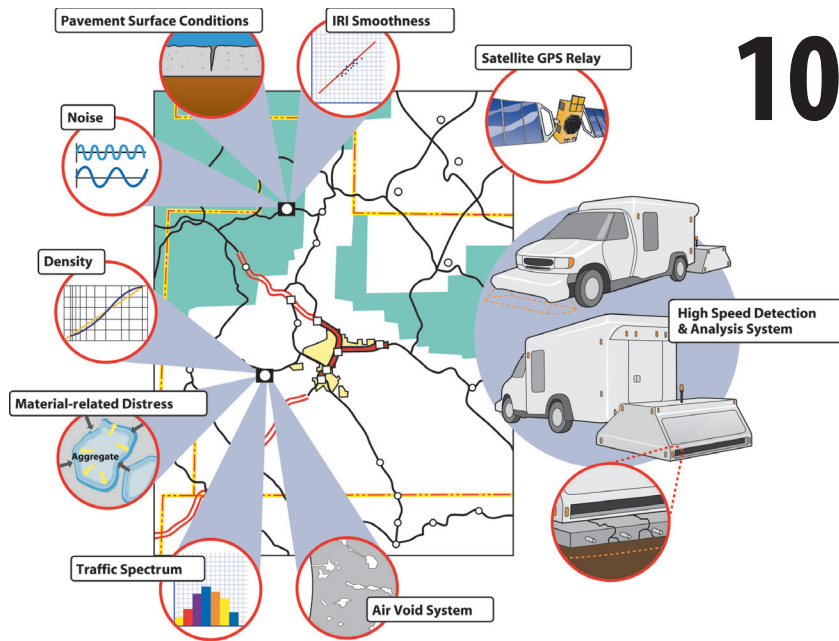 Pavement Surface Conditions
IRI Smoothness
Satellite GPS Relay
10
Noise
Density
High Speed Detection
& Analysis System
Material-related Distress
Aggregate
Traffic Spectrum
Air Void System